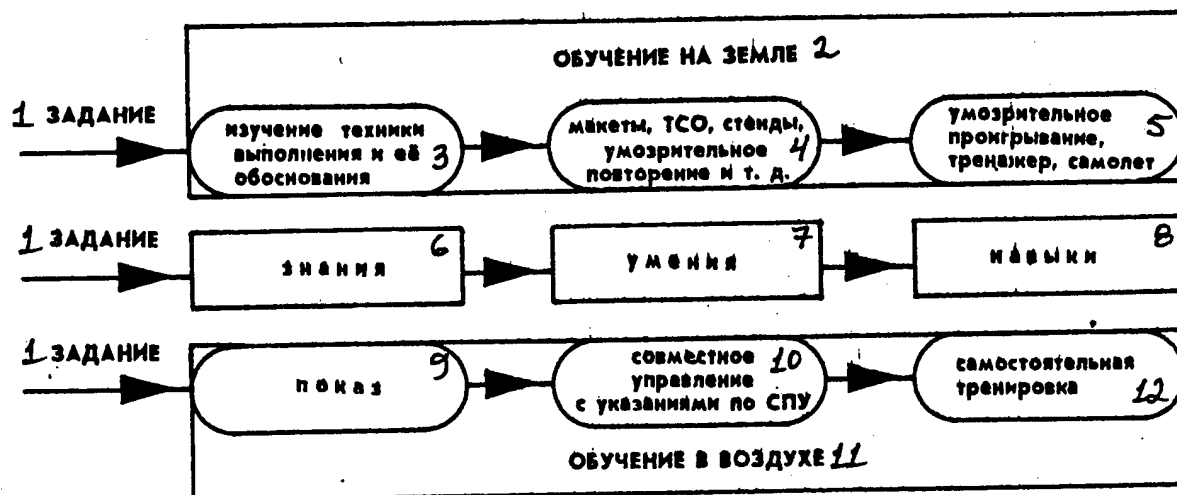 ОБУЧЕНИЕ НА ЗЕМЛЕ 2
1 ЗАДАНИЕ
изучение техники
выполнения и её 3
обоснования
макеты, ТСО, стенды,
умозрительное 4
повторение и т. д.
умозрительное 5
проигрывание,
тренажер, самолет
1 ЗАДАНИЕ
знания 6
умения 7
навыки 8
1 ЗАДАНИЕ
показ 9
совместное 10
управление
с указаниями по СПУ
самостоятельная
тренировка 12
ОБУЧЕНИЕ В ВОЗДУХЕ 11